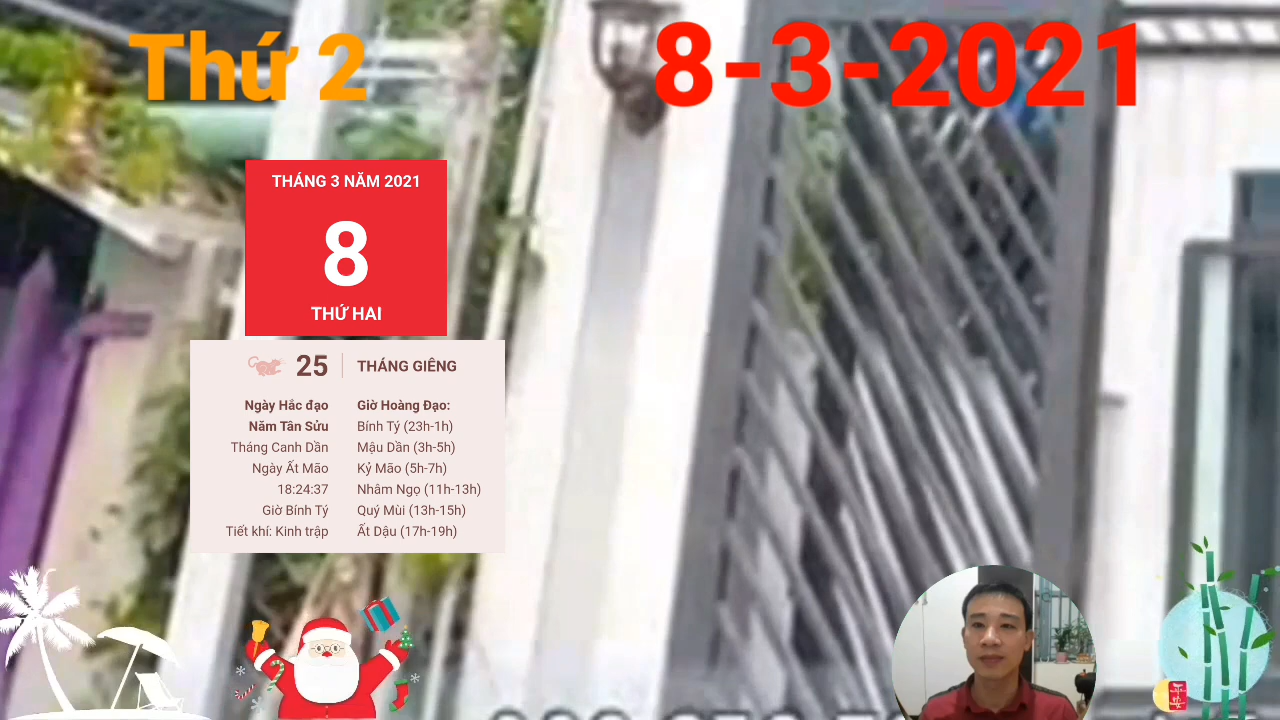 Thứ 2
8-3-2021
THÁNG 3 NĂM 2021
8
THỨ HAI
25
THÁNG GIÊNG
Ngày Hắc đạo
Năm Tân Sửu
Tháng Canh Dần
Ngày Ất Mão
18:24:37
Giờ Bính Tý
Tiết khí: Kinh trập
Giờ Hoàng Đạo:
Bính Tý (23h-1h)
Mậu Dần (3h-5h)
Kỷ Mão (5h-7h)
Nhâm Ngọ (11h-13h)
Quý Mùi (13h-15h)
Ất Dậu (17h-19h)